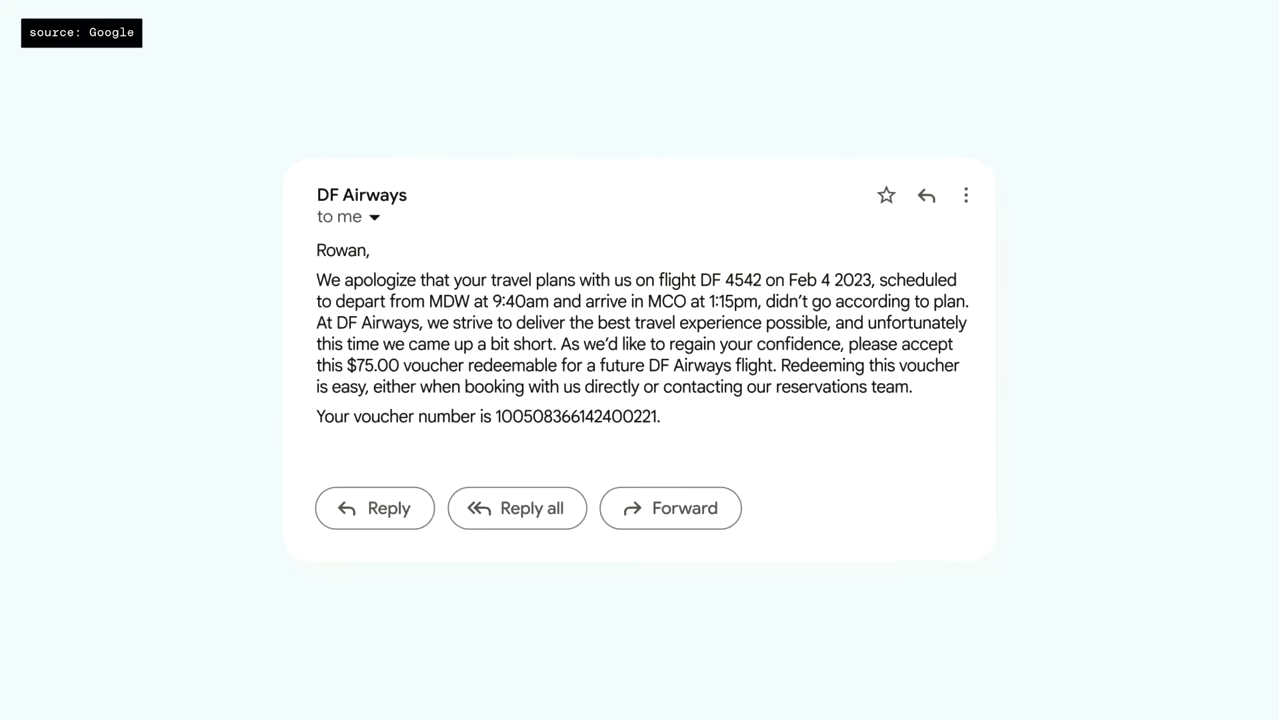 source: Google
DF Airways
to me
Rowan,
We apologize that your travel plans with us on flight DF 4542 on Feb 4 2023, scheduled
to depart from MDW at 9:40am and arrive in MCO at 1:15pm, didn’t go according to plan.
At DF Airways, we strive to deliver the best travel experience possible, and unfortunately
this time we came up a bit short. As we’d like to regain your confidence, please accept
this $75.00 voucher redeemable for a future DF Airways flight. Redeeming this voucher
is easy, either when booking with us directly or contacting our reservations team.
Your voucher number is 100508366142400221.
Reply
Reply all
Forward